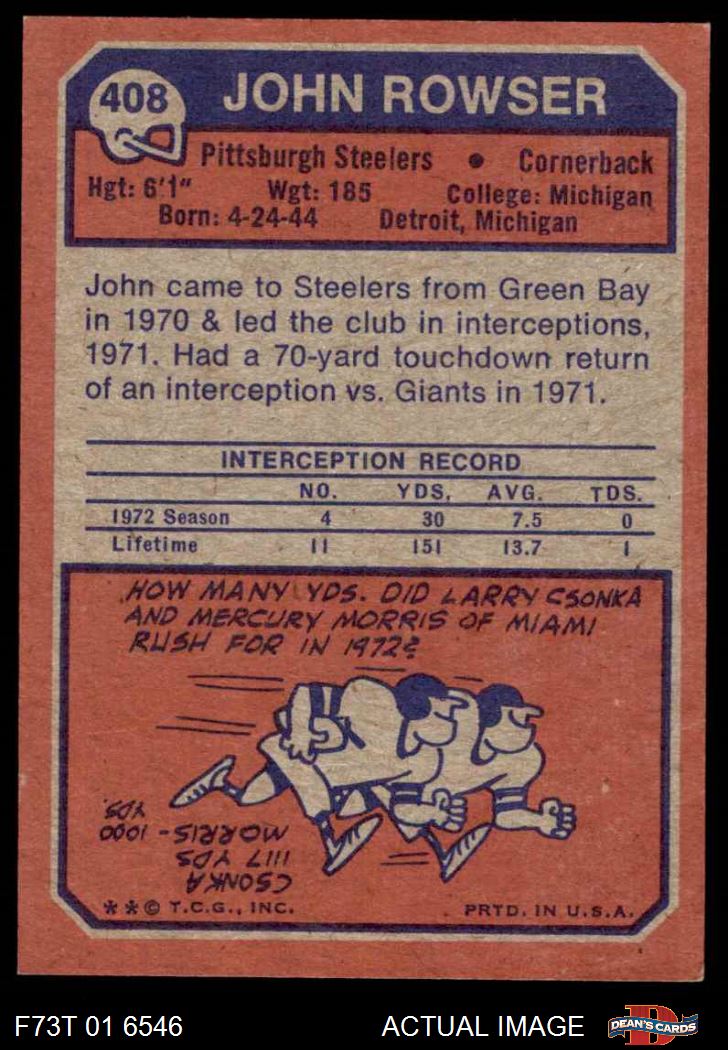 408
JOHN ROWSER
Pittsburgh Steelers • Cornerback
Hgt: 6'1" Wgt: 185 College: Michigan
Born: 4-24-44 Detroit, Michigan
John came to Steelers from Green Bay
in 1970 & led the club in interceptions,
1971. Had a 70-yard touchdown return
of an interception vs. Giants in 1971.
INTERCEPTION RECORD
NO. YDS. AVG. TDS.
1972 Season 4 30 7.5 0
Lifetime 11 151 13.7 1
HOW MANY YDS. DID LARRY CSONKA
AND MERCURY MORRIS OF MIAMI
RUSH FOR IN 1972?
CSONKA
1117 YDS
MORRIS - 1000
YDS.
**© T.C.G., INC. PRTD. IN U.S.A.
F73T 01 6546 ACTUAL IMAGE
D
DEAN'S CARDS